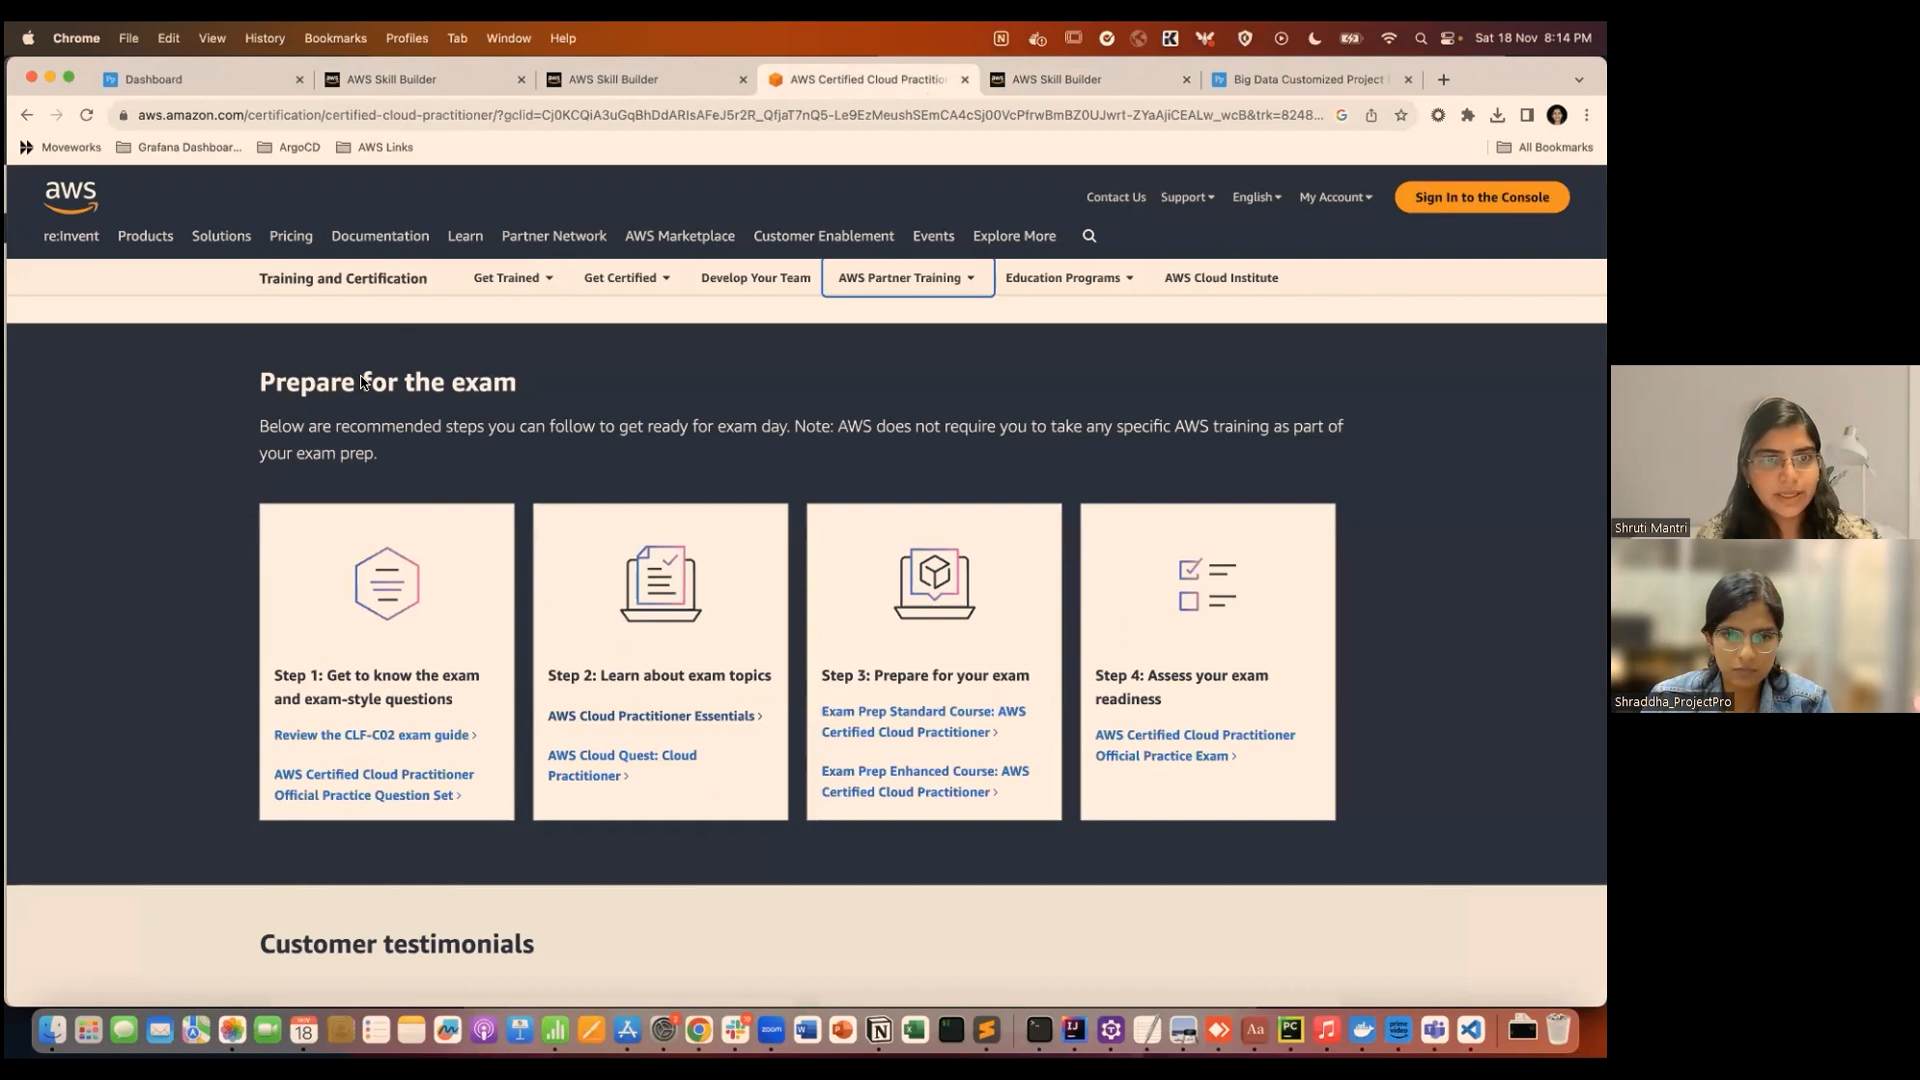 Chrome File Edit View History Bookmarks Profiles Tab Window Help Sat 18 Nov 8:14 PM
Dashboard AWS Skill Builder AWS Skill Builder AWS Certified Cloud Practitio AWS Skill Builder Big Data Customized Project
aws.amazon.com/certification/certified-cloud-practitioner/?gclid=Cj0KCQiA3uGqBhDdARIsAFeJ5r2R_QfjaT7nQ5-Le9EzMeushSEmCA4cSj00VcPfrwBmBZ0UJwrt-ZYaAjiCEALw_wcB&trk=8248...
Moveworks Grafana Dashboar... ArgoCD AWS Links All Bookmarks
aws
Contact Us Support English My Account Sign In to the Console
re:Invent Products Solutions Pricing Documentation Learn Partner Network AWS Marketplace Customer Enablement Events Explore More
Training and Certification Get Trained Get Certified Develop Your Team AWS Partner Training Education Programs AWS Cloud Institute
Prepare for the exam
Below are recommended steps you can follow to get ready for exam day. Note: AWS does not require you to take any specific AWS training as part of
your exam prep.
Step 1: Get to know the exam
and exam-style questions
Review the CLF-C02 exam guide
AWS Certified Cloud Practitioner
Official Practice Question Set
Step 2: Learn about exam topics
AWS Cloud Practitioner Essentials
AWS Cloud Quest: Cloud
Practitioner
Step 3: Prepare for your exam
Exam Prep Standard Course: AWS
Certified Cloud Practitioner
Exam Prep Enhanced Course: AWS
Certified Cloud Practitioner
Step 4: Assess your exam
readiness
AWS Certified Cloud Practitioner
Official Practice Exam
Customer testimonials
Shruti Mantri
Shraddha_ProjectPro
NOV
18
zoom
Aa
IJ
PC
prime
video